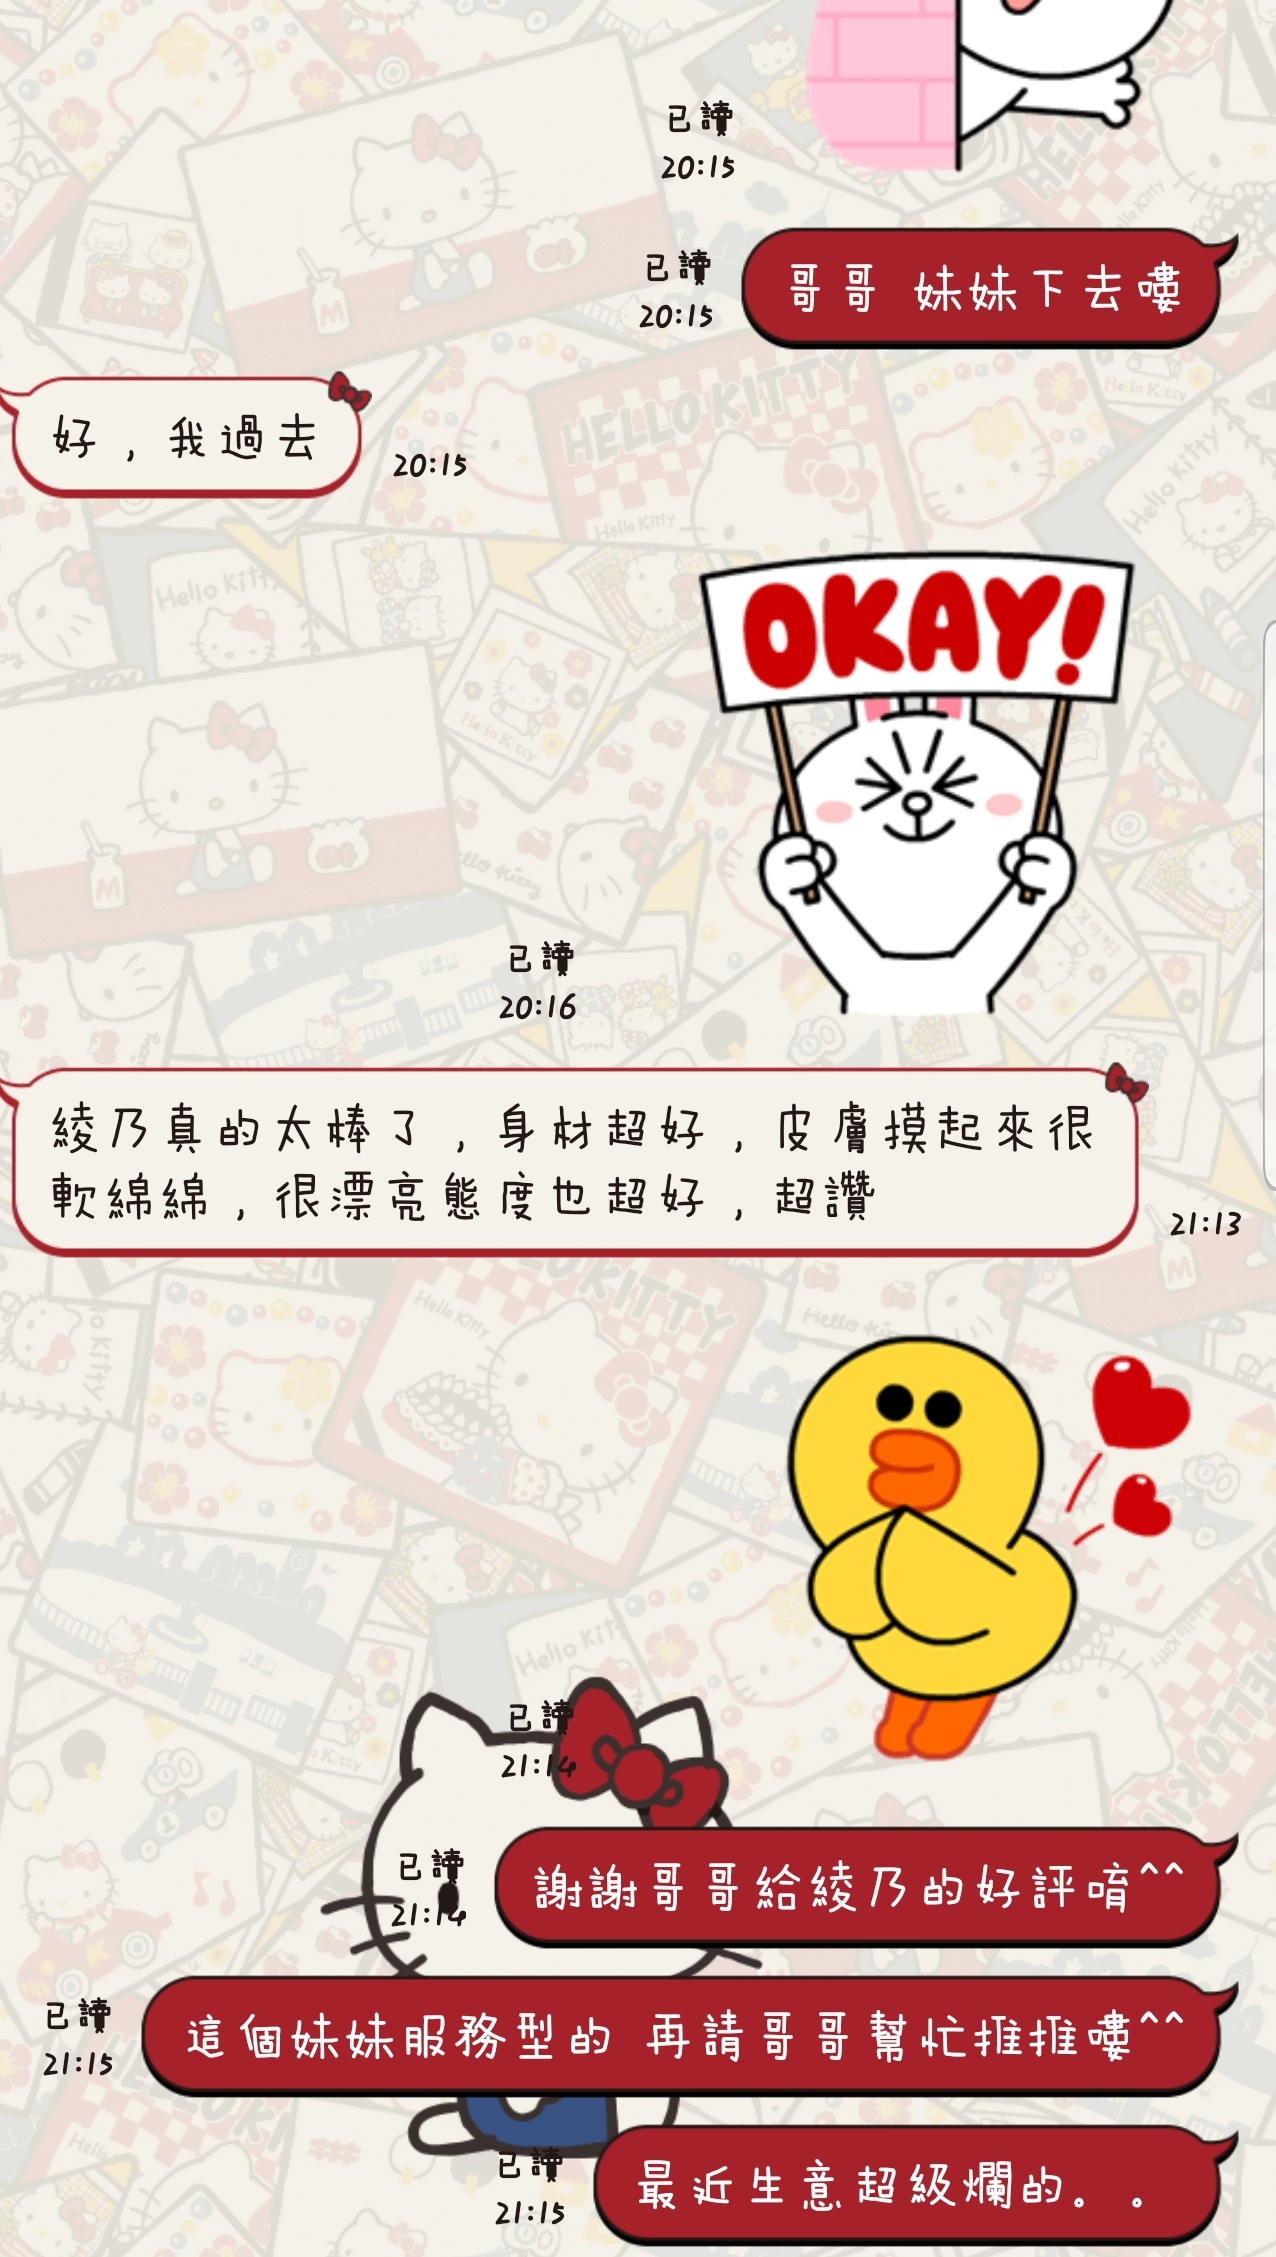 已讀
20:15
已讀
20:15
哥哥 妹妹下去嘍
好，我過去
20:15
HELLO KITTY
Hello Kitty
OKAY!
已讀
20:16
綾乃真的太棒了，身材超好，皮膚摸起來很
軟綿綿，很漂亮態度也超好，超讚
21:13
已讀
21:14
已讀
21:14
謝謝哥哥給綾乃的好評唷^^
已讀
21:15
這個妹妹服務型的 再請哥哥幫忙推推嘍^^
已讀
21:15
最近生意超級爛的。。